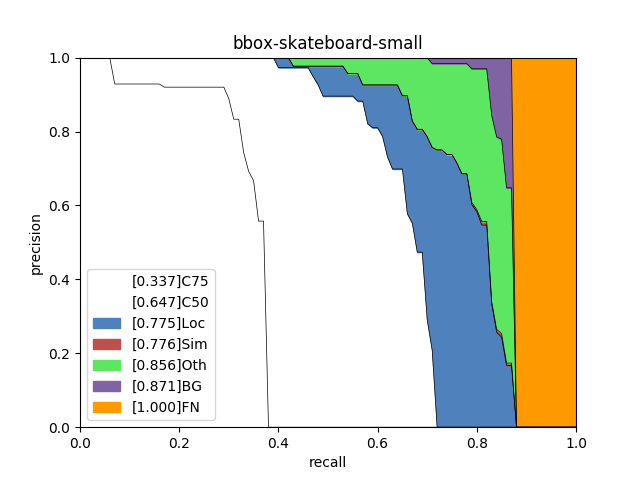 bbox-skateboard-small
1.0
0.8
0.6
0.4
0.2
0.0
precision
[0.337]C75
[0.647]C50
[0.775]Loc
[0.776]Sim
[0.856]Oth
[0.871]BG
[1.000]FN
0.0 0.2 0.4 0.6 0.8 1.0
recall